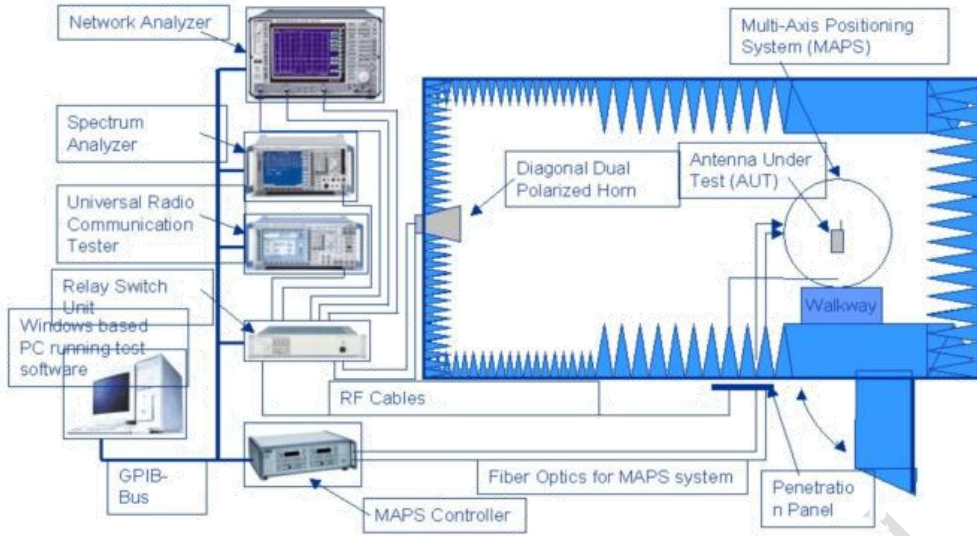 Network Analyzer
Multi-Axis Positioning
System (MAPS)
Spectrum
Analyzer
Diagonal Dual
Polarized Horn
Antenna Under
Test (AUT)
Universal Radio
Communication
Tester
Relay Switch
Unit
Walkway
Windows based
PC running test
software
RF Cables
GPIB-
Bus
Fiber Optics for MAPS system
Penetratio
n Panel
MAPS Controller